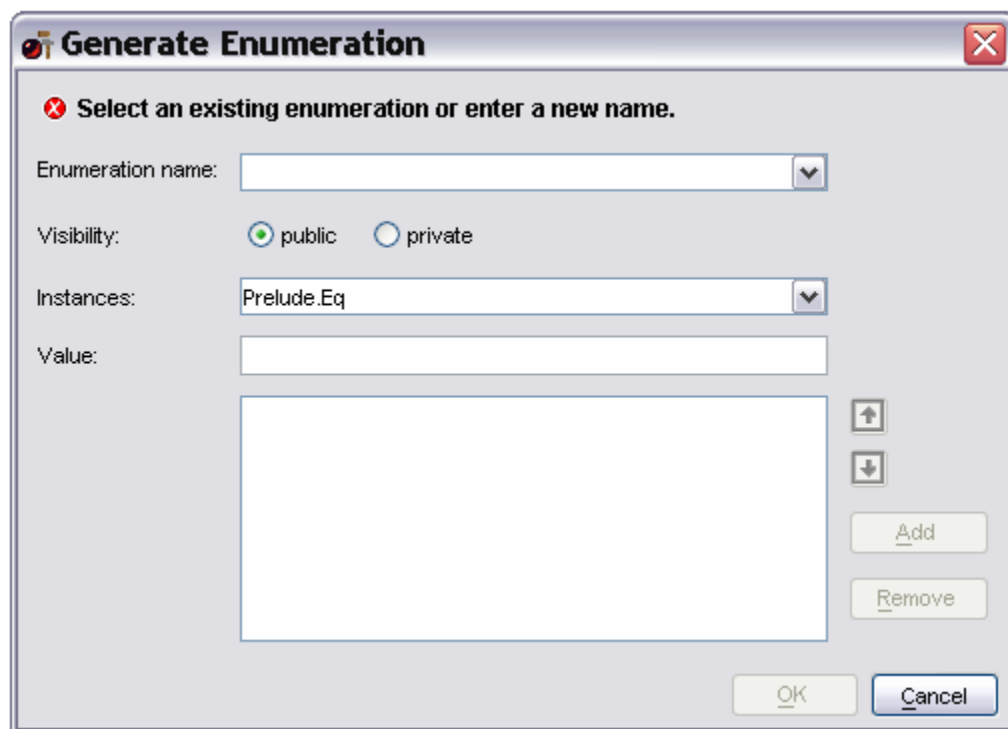 Generate Enumeration
Select an existing enumeration or enter a new name.
Enumeration name:
Visibility: public private
Instances: Prelude.Eq
Value:
Add
Remove
OK Cancel